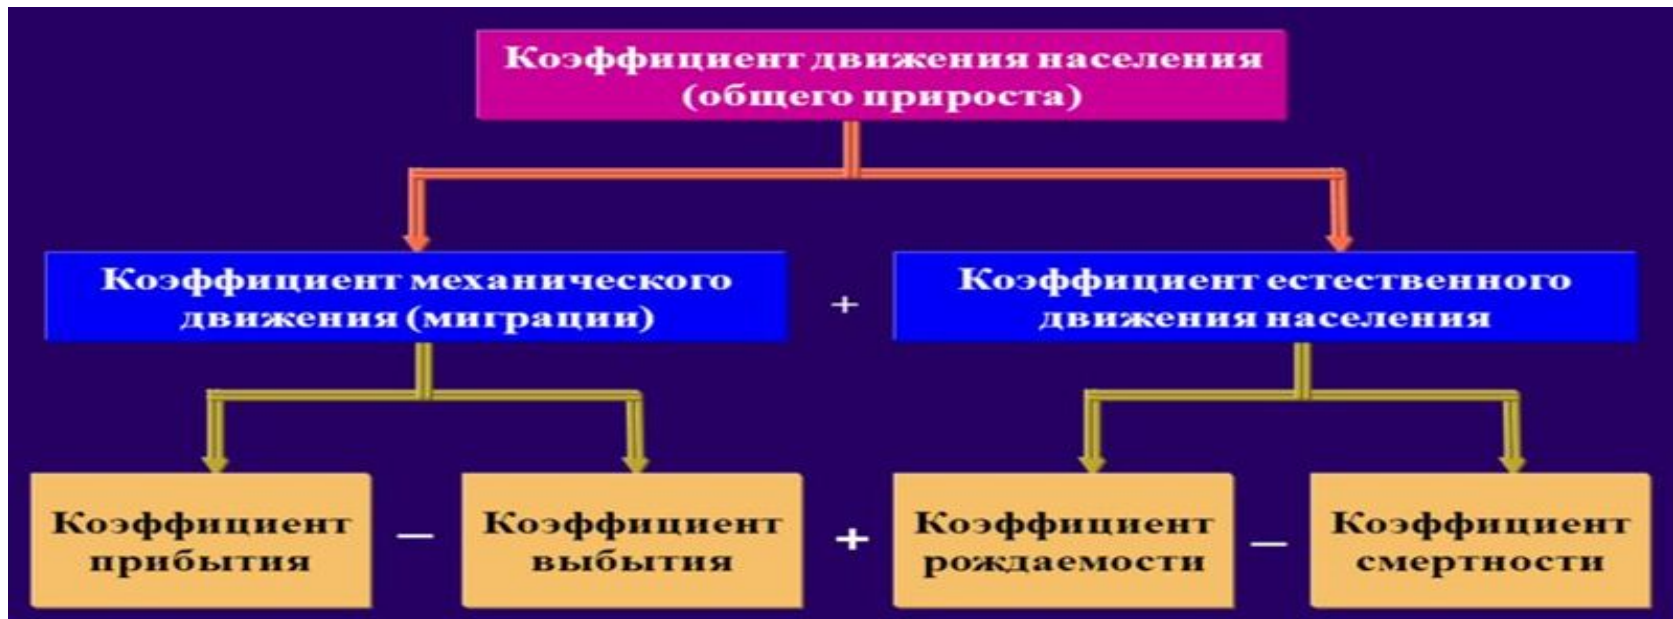 Коэффициент движения населения
(общего прироста)
Коэффициент механического
движения (миграции)
+
Коэффициент естественного
движения населения
Коэффициент
прибытия
–
Коэффициент
выбытия
+
Коэффициент
рождаемости
–
Коэффициент
смертности